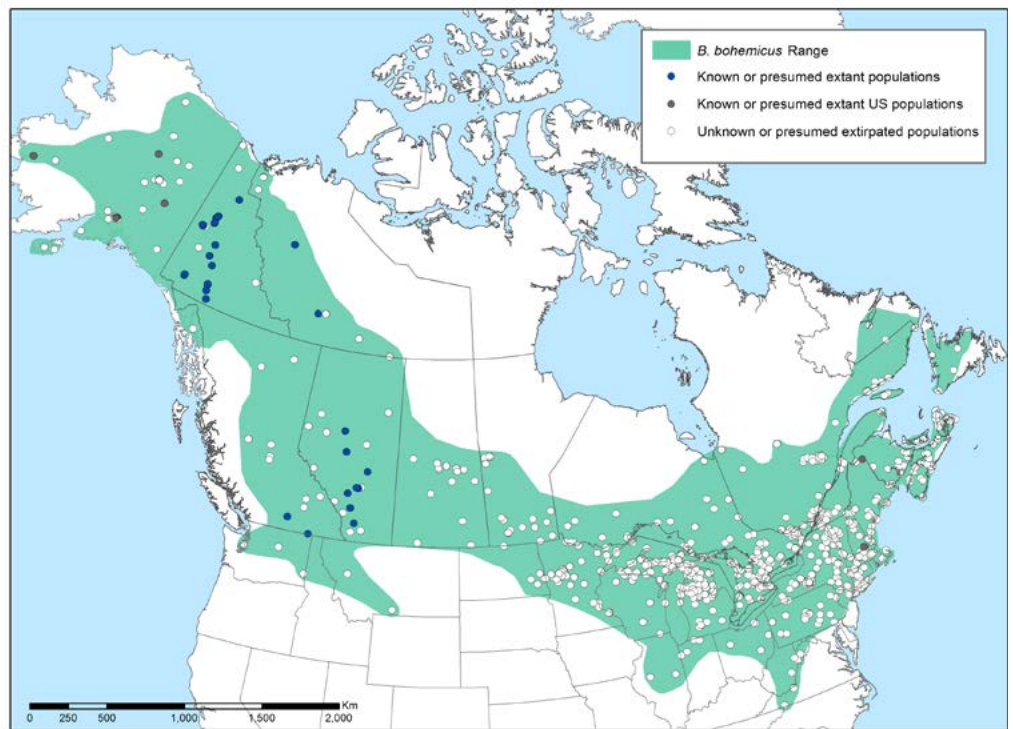 B. bohemicus Range
Known or presumed extant populations
Known or presumed extant US populations
Unknown or presumed extirpated populations
Km
0 250 500 1,000 1,500 2,000